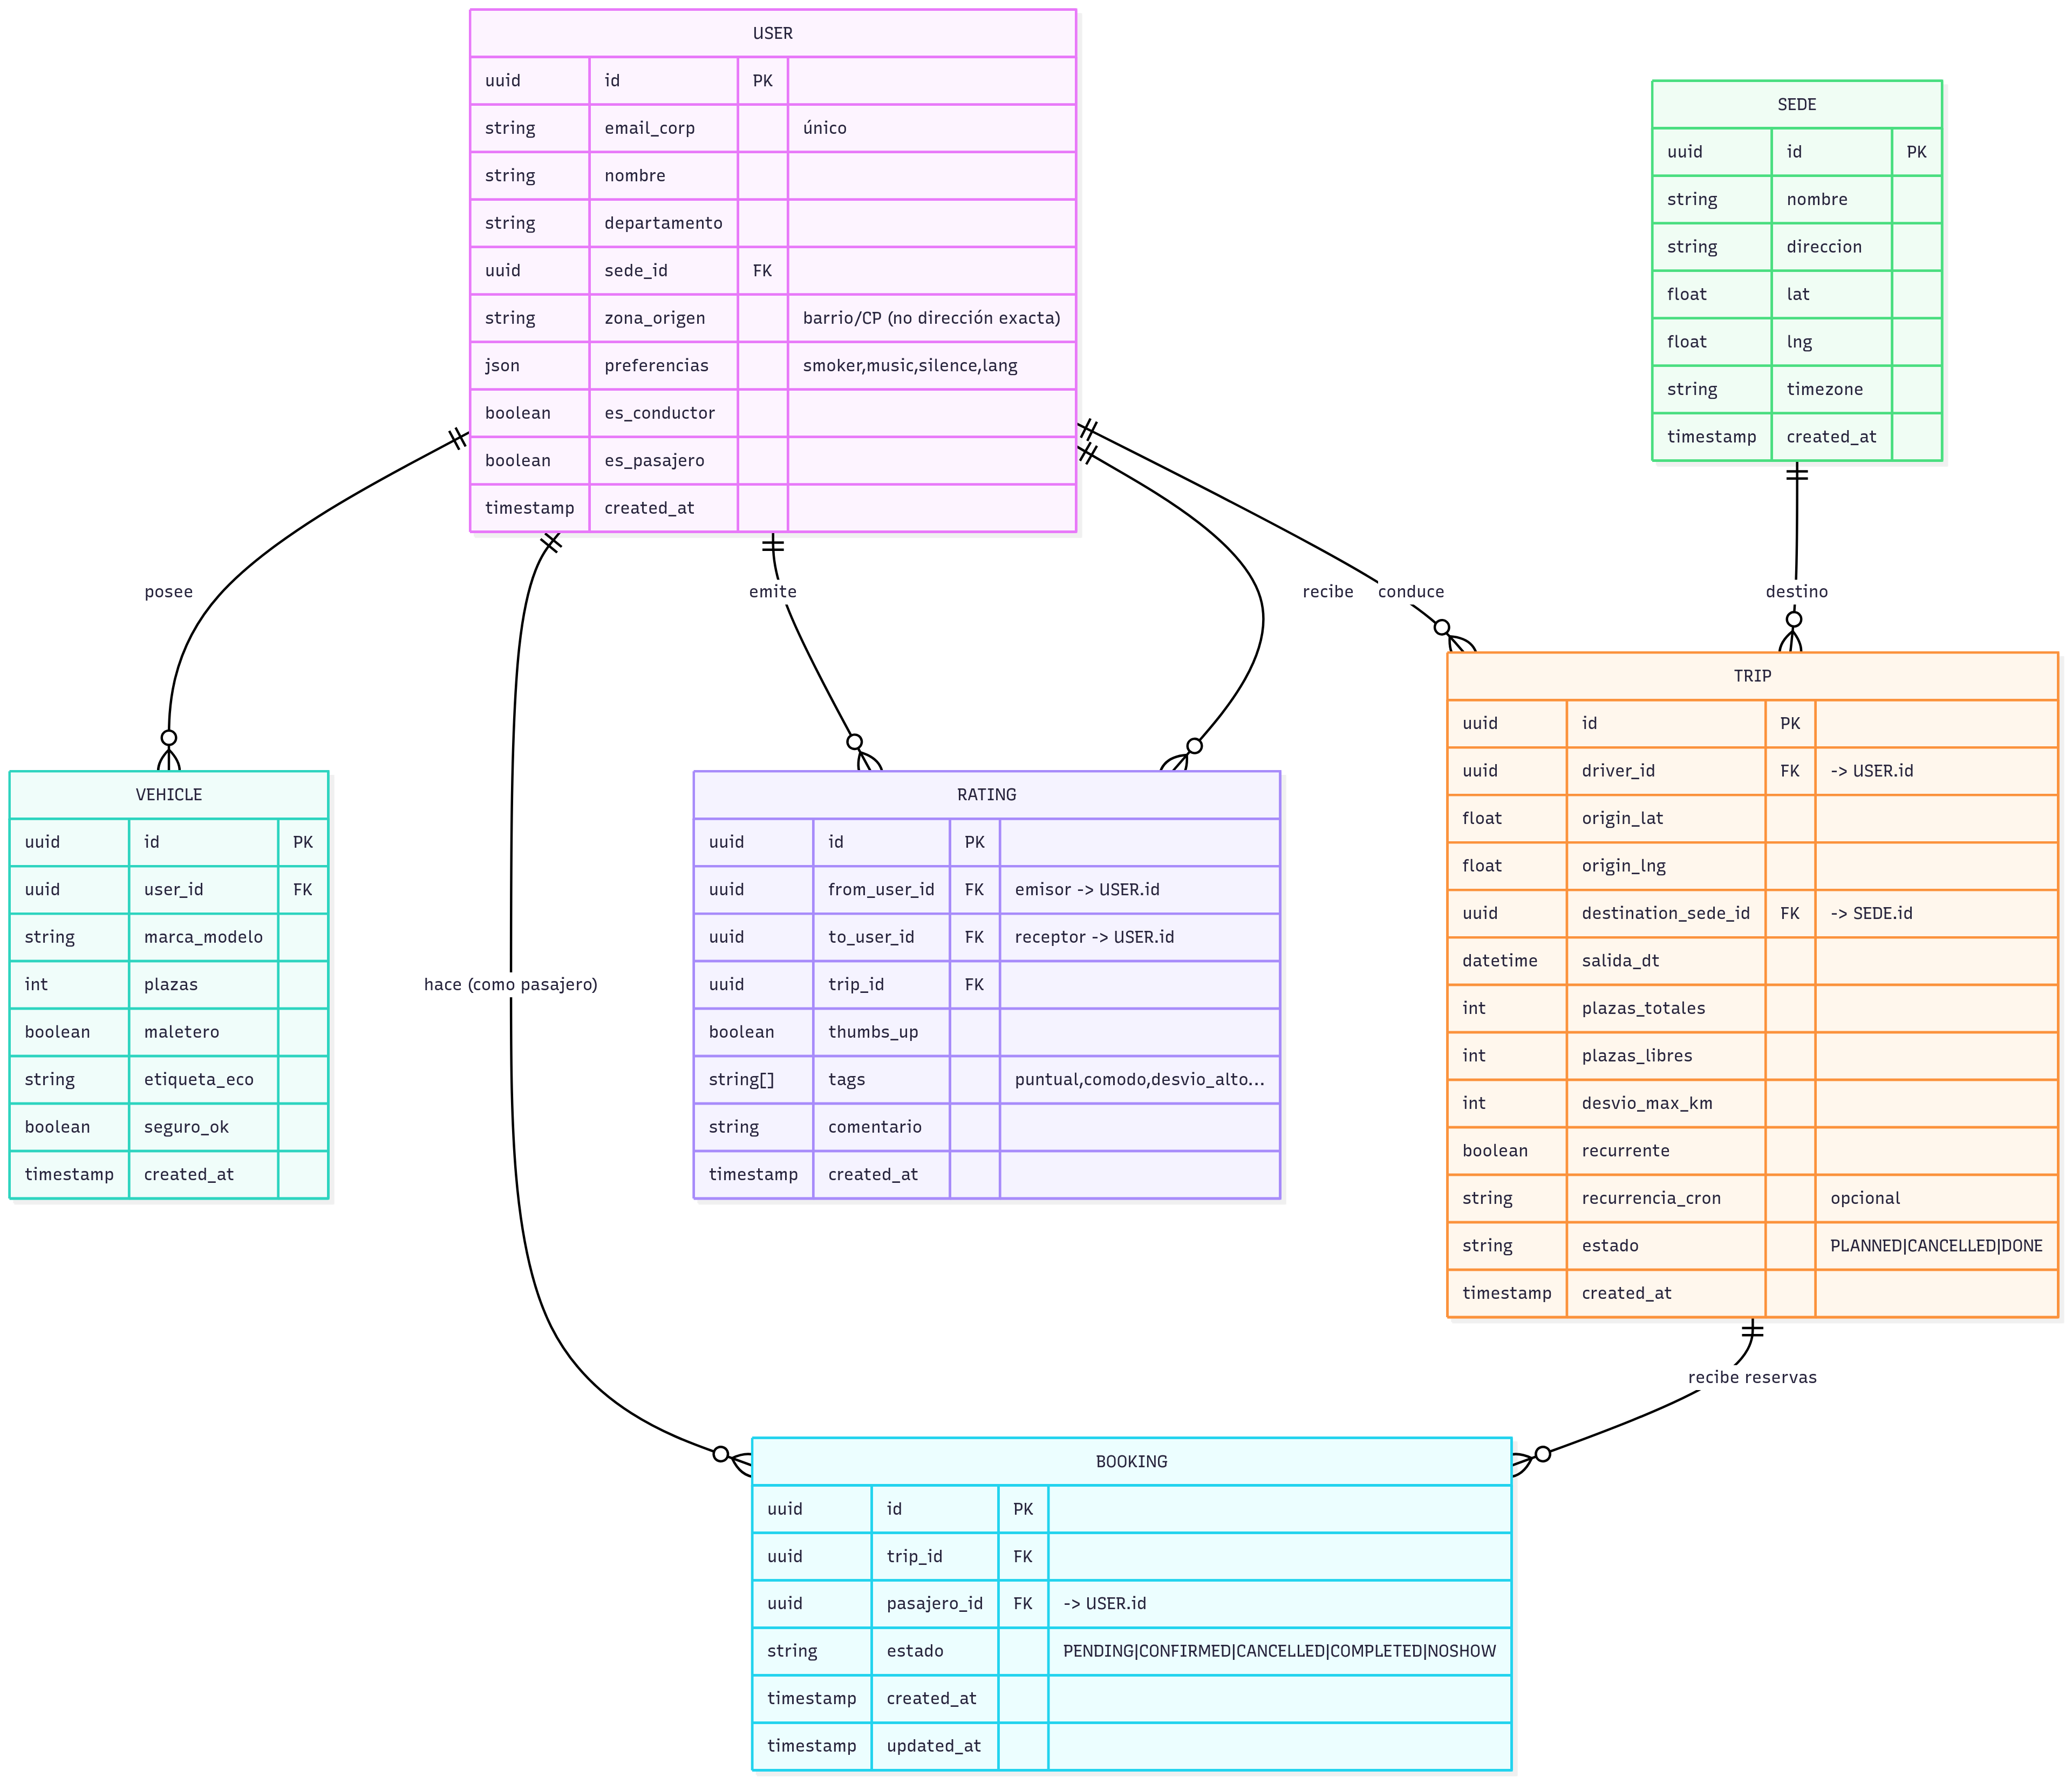 USER
uuid id PK
string email_corp único
string nombre
string departamento
uuid sede_id FK
string zona_origen barrio/CP (no dirección exacta)
json preferencias smoker,music,silence,lang
boolean es_conductor
boolean es_pasajero
timestamp created_at
SEDE
uuid id PK
string nombre
string direccion
float lat
float lng
string timezone
timestamp created_at
posee
emite
recibe
conduce
destino
VEHICLE
uuid id PK
uuid user_id FK
string marca_modelo
int plazas
boolean maletero
string etiqueta_eco
boolean seguro_ok
timestamp created_at
hace (como pasajero)
RATING
uuid id PK
uuid from_user_id FK emisor -> USER.id
uuid to_user_id FK receptor -> USER.id
uuid trip_id FK
boolean thumbs_up
string[] tags puntual,comodo,desvio_alto...
string comentario
timestamp created_at
TRIP
uuid id PK
uuid driver_id FK -> USER.id
float origin_lat
float origin_lng
uuid destination_sede_id FK -> SEDE.id
datetime salida_dt
int plazas_totales
int plazas_libres
int desvio_max_km
boolean recurrente
string recurrencia_cron opcional
string estado PLANNED|CANCELLED|DONE
timestamp created_at
recibe reservas
BOOKING
uuid id PK
uuid trip_id FK
uuid pasajero_id FK -> USER.id
string estado PENDING|CONFIRMED|CANCELLED|COMPLETED|NOSHOW
timestamp created_at
timestamp updated_at